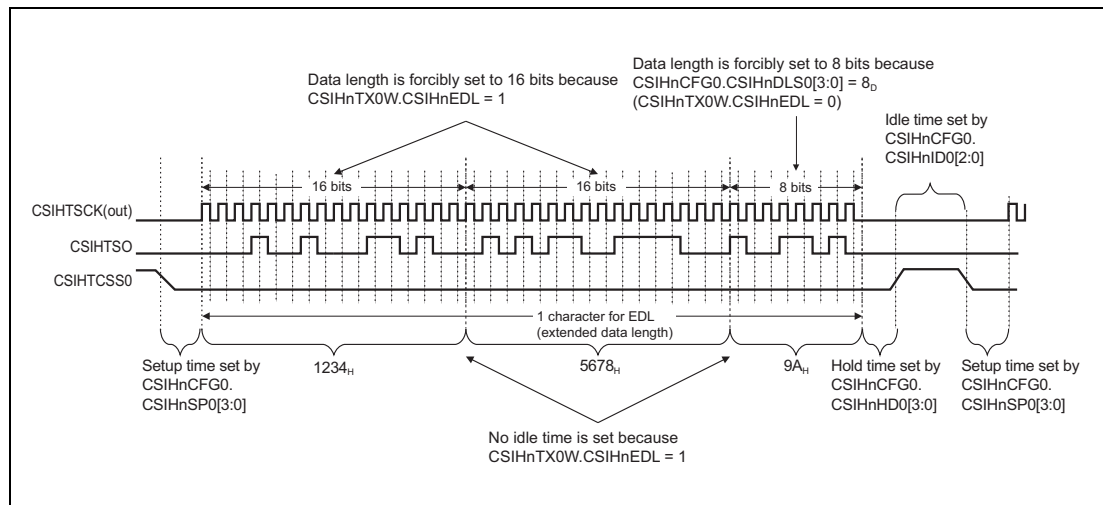 Data length is forcibly set to 16 bits because
CSIHnTX0W.CSIHnEDL = 1
Data length is forcibly set to 8 bits because
CSIHnCFG0.CSIHnDLS0[3:0] = 8D
(CSIHnTX0W.CSIHnEDL = 0)
Idle time set by
CSIHnCFG0.
CSIHnID0[2:0]
16 bits
16 bits
8 bits
CSIHTSCK(out)
CSIHTSO
CSIHTCSS0
1 character for EDL
(extended data length)
Setup time set by
CSIHnCFG0.
CSIHnSP0[3:0]
1234H
5678H
9AH
Hold time set by
CSIHnCFG0.
CSIHnHD0[3:0]
Setup time set by
CSIHnCFG0.
CSIHnSP0[3:0]
No idle time is set because
CSIHnTX0W.CSIHnEDL = 1